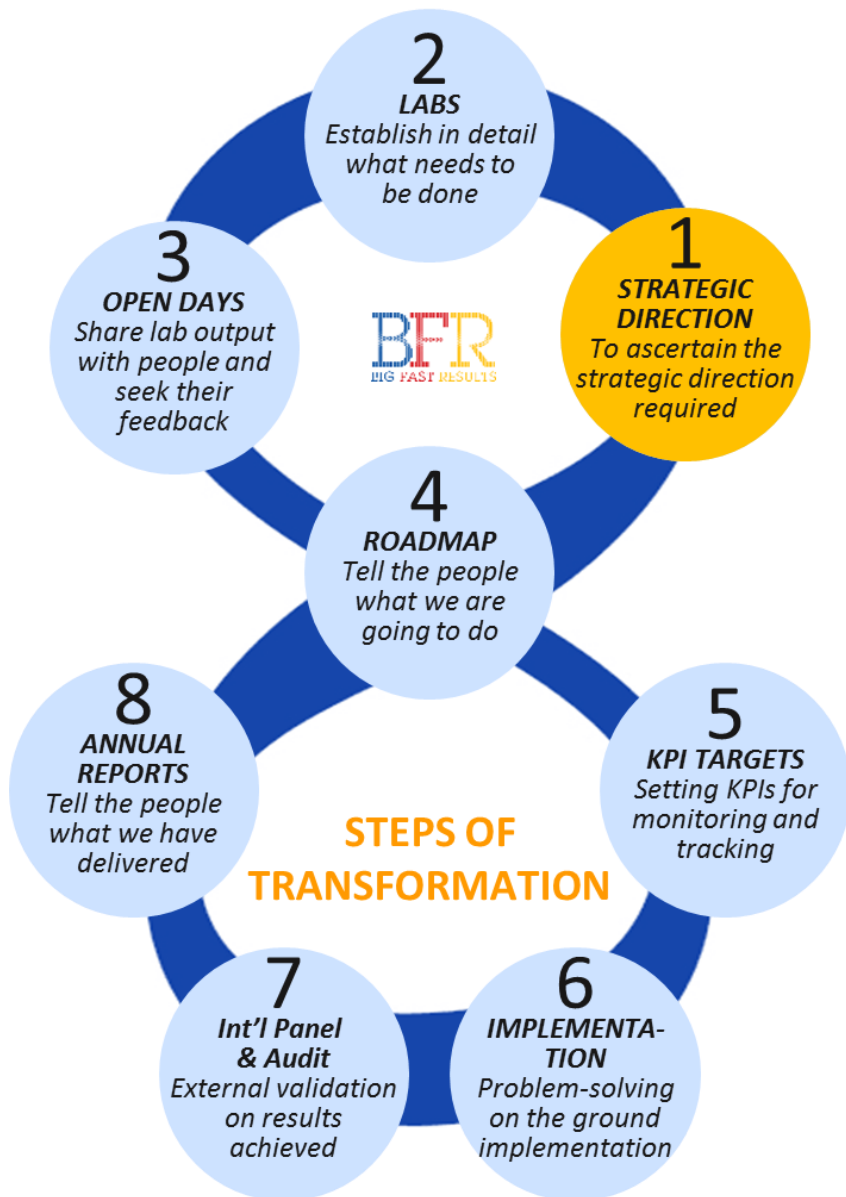 1
STRATEGIC
DIRECTION
To ascertain the
strategic direction
required
2
LABS
Establish in detail
what needs to
be done
3
OPEN DAYS
Share lab output
with people and
seek their
feedback
BFR
BIG FAST RESULTS
4
ROADMAP
Tell the people
what we are
going to do
5
KPI TARGETS
Setting KPIs for
monitoring and
tracking
STEPS OF
TRANSFORMATION
6
IMPLEMENTA-
TION
Problem-solving
on the ground
implementation
7
Int’l Panel
& Audit
External validation
on results
achieved
8
ANNUAL
REPORTS
Tell the people
what we have
delivered